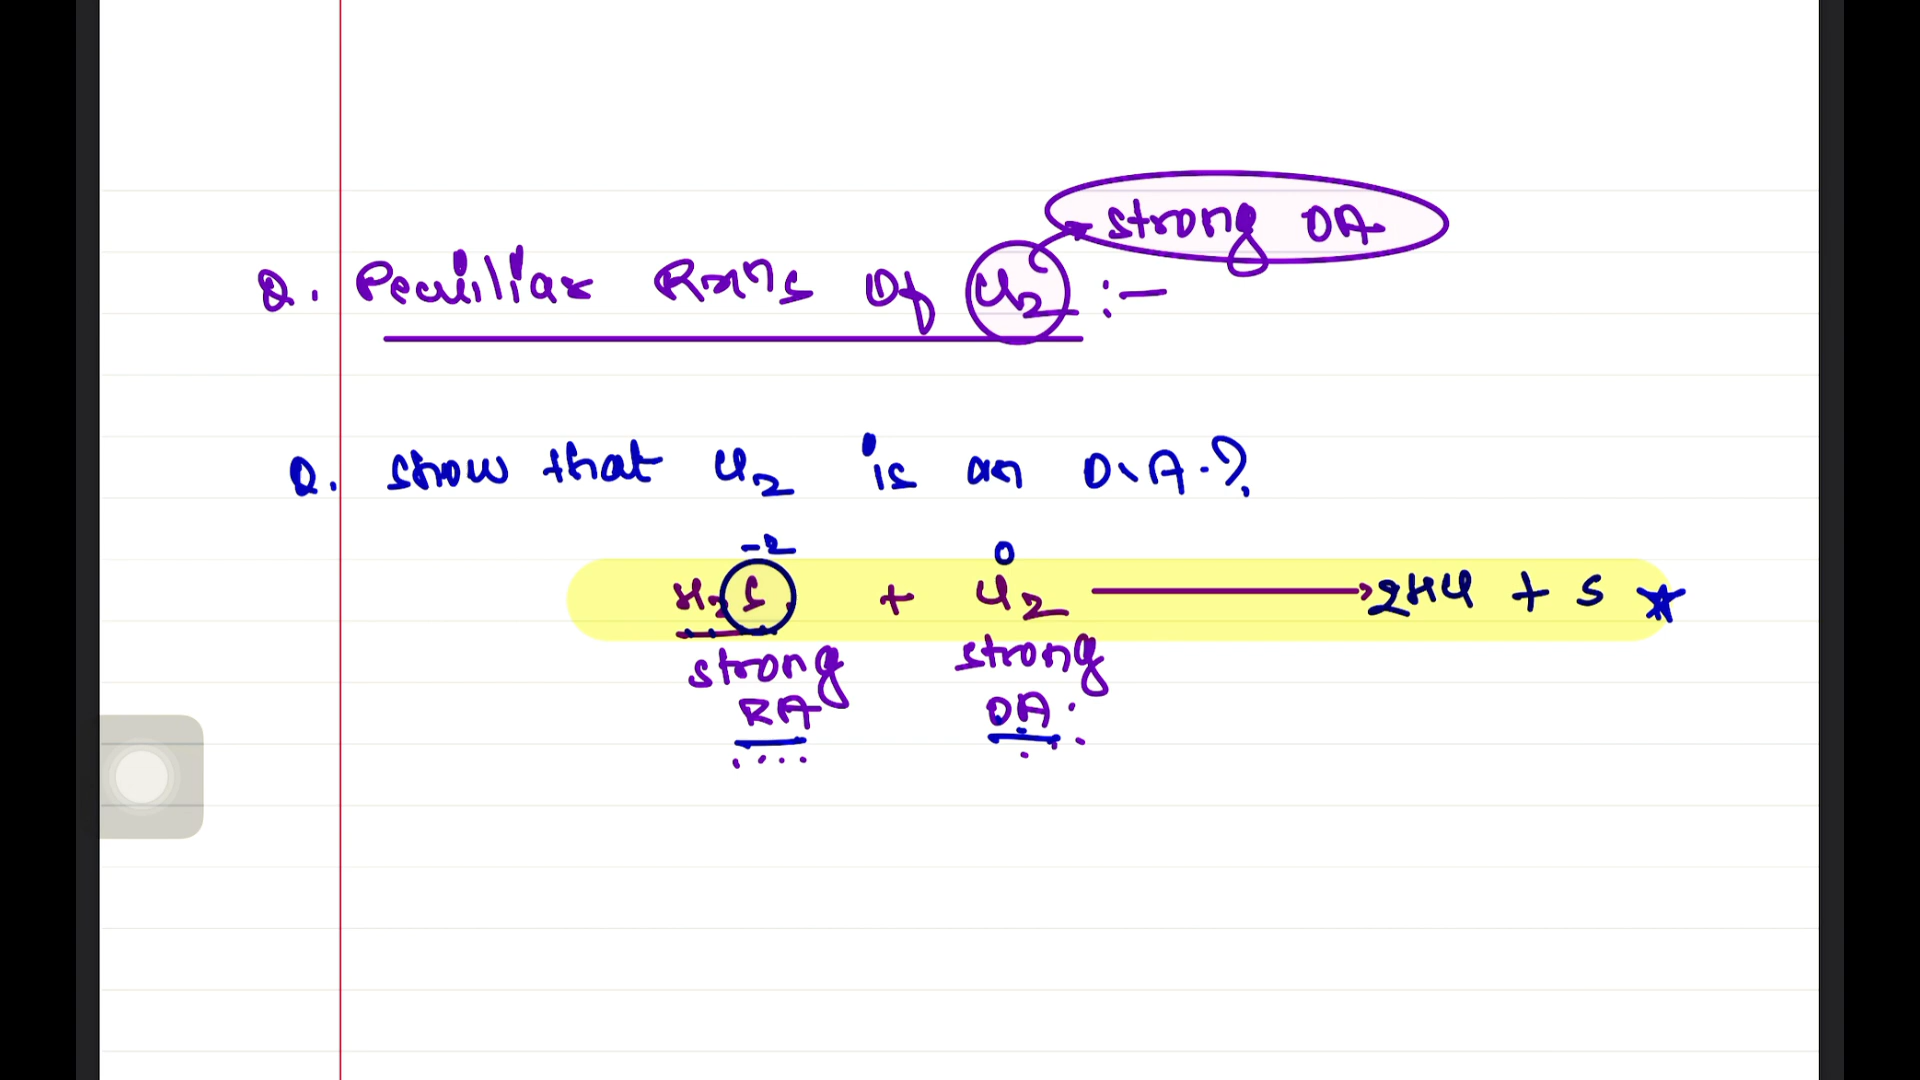 strong OA.
Q. Peculiar Rxns Of Cl2 :-
Q. Show that Cl2 is an O.A.?
-2 0
H2S + Cl2 → 2HCl + S ★
strong strong
RA OA.